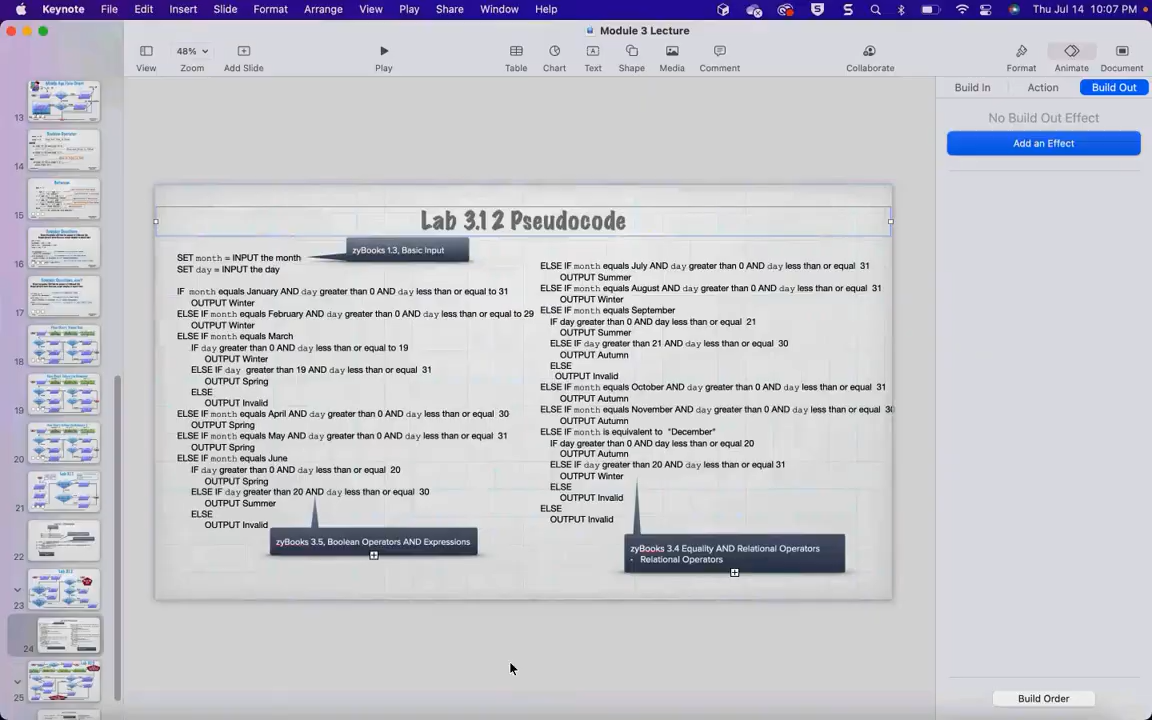 Keynote File Edit Insert Slide Format Arrange View Play Share Window Help Thu Jul 14 10:07 PM
Module 3 Lecture
48%
View Zoom Add Slide Play Table Chart Text Shape Media Comment Collaborate Format Animate Document
Build In Action Build Out
No Build Out Effect
Add an Effect
13
14
15
16
17
18
19
20
21
22
23
24
25
Lab 3.12 Pseudocode
zyBooks 1.3, Basic Input
SET month = INPUT the month
SET day = INPUT the day
IF month equals January AND day greater than 0 AND day less than or equal to 31
OUTPUT Winter
ELSE IF month equals February AND day greater than 0 AND day less than or equal to 29
OUTPUT Winter
ELSE IF month equals March
IF day greater than 0 AND day less than or equal to 19
OUTPUT Winter
ELSE IF day greater than 19 AND day less than or equal 31
OUTPUT Spring
ELSE
OUTPUT Invalid
ELSE IF month equals April AND day greater than 0 AND day less than or equal 30
OUTPUT Spring
ELSE IF month equals May AND day greater than 0 AND day less than or equal 31
OUTPUT Spring
ELSE IF month equals June
IF day greater than 0 AND day less than or equal 20
OUTPUT Spring
ELSE IF day greater than 20 AND day less than or equal 30
OUTPUT Summer
ELSE
OUTPUT Invalid
zyBooks 3.5, Boolean Operators AND Expressions
ELSE IF month equals July AND day greater than 0 AND day less than or equal 31
OUTPUT Summer
ELSE IF month equals August AND day greater than 0 AND day less than or equal 31
OUTPUT Winter
ELSE IF month equals September
IF day greater than 0 AND day less than or equal 21
OUTPUT Summer
ELSE IF day greater than 21 AND day less than or equal 30
OUTPUT Autumn
ELSE
OUTPUT Invalid
ELSE IF month equals October AND day greater than 0 AND day less than or equal 31
OUTPUT Autumn
ELSE IF month equals November AND day greater than 0 AND day less than or equal 30
OUTPUT Autumn
ELSE IF month is equivalent to "December"
IF day greater than 0 AND day less than or equal 20
OUTPUT Autumn
ELSE IF day greater than 20 AND day less than or equal 31
OUTPUT Winter
ELSE
OUTPUT Invalid
ELSE
OUTPUT Invalid
zyBooks 3.4 Equality AND Relational Operators
- Relational Operators
Build Order